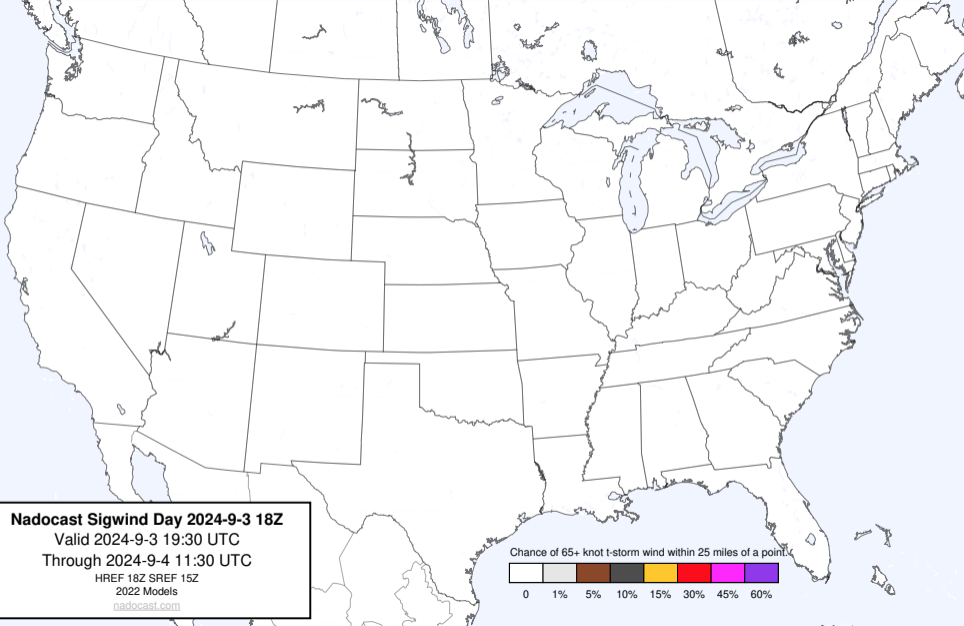 Nadocast Sigwind Day 2024-9-3 18Z
Valid 2024-9-3 19:30 UTC
Through 2024-9-4 11:30 UTC
HREF 18Z SREF 15Z
2022 Models
nadocast.com
Chance of 65+ knot t-storm wind within 25 miles of a point.
0 1% 5% 10% 15% 30% 45% 60%